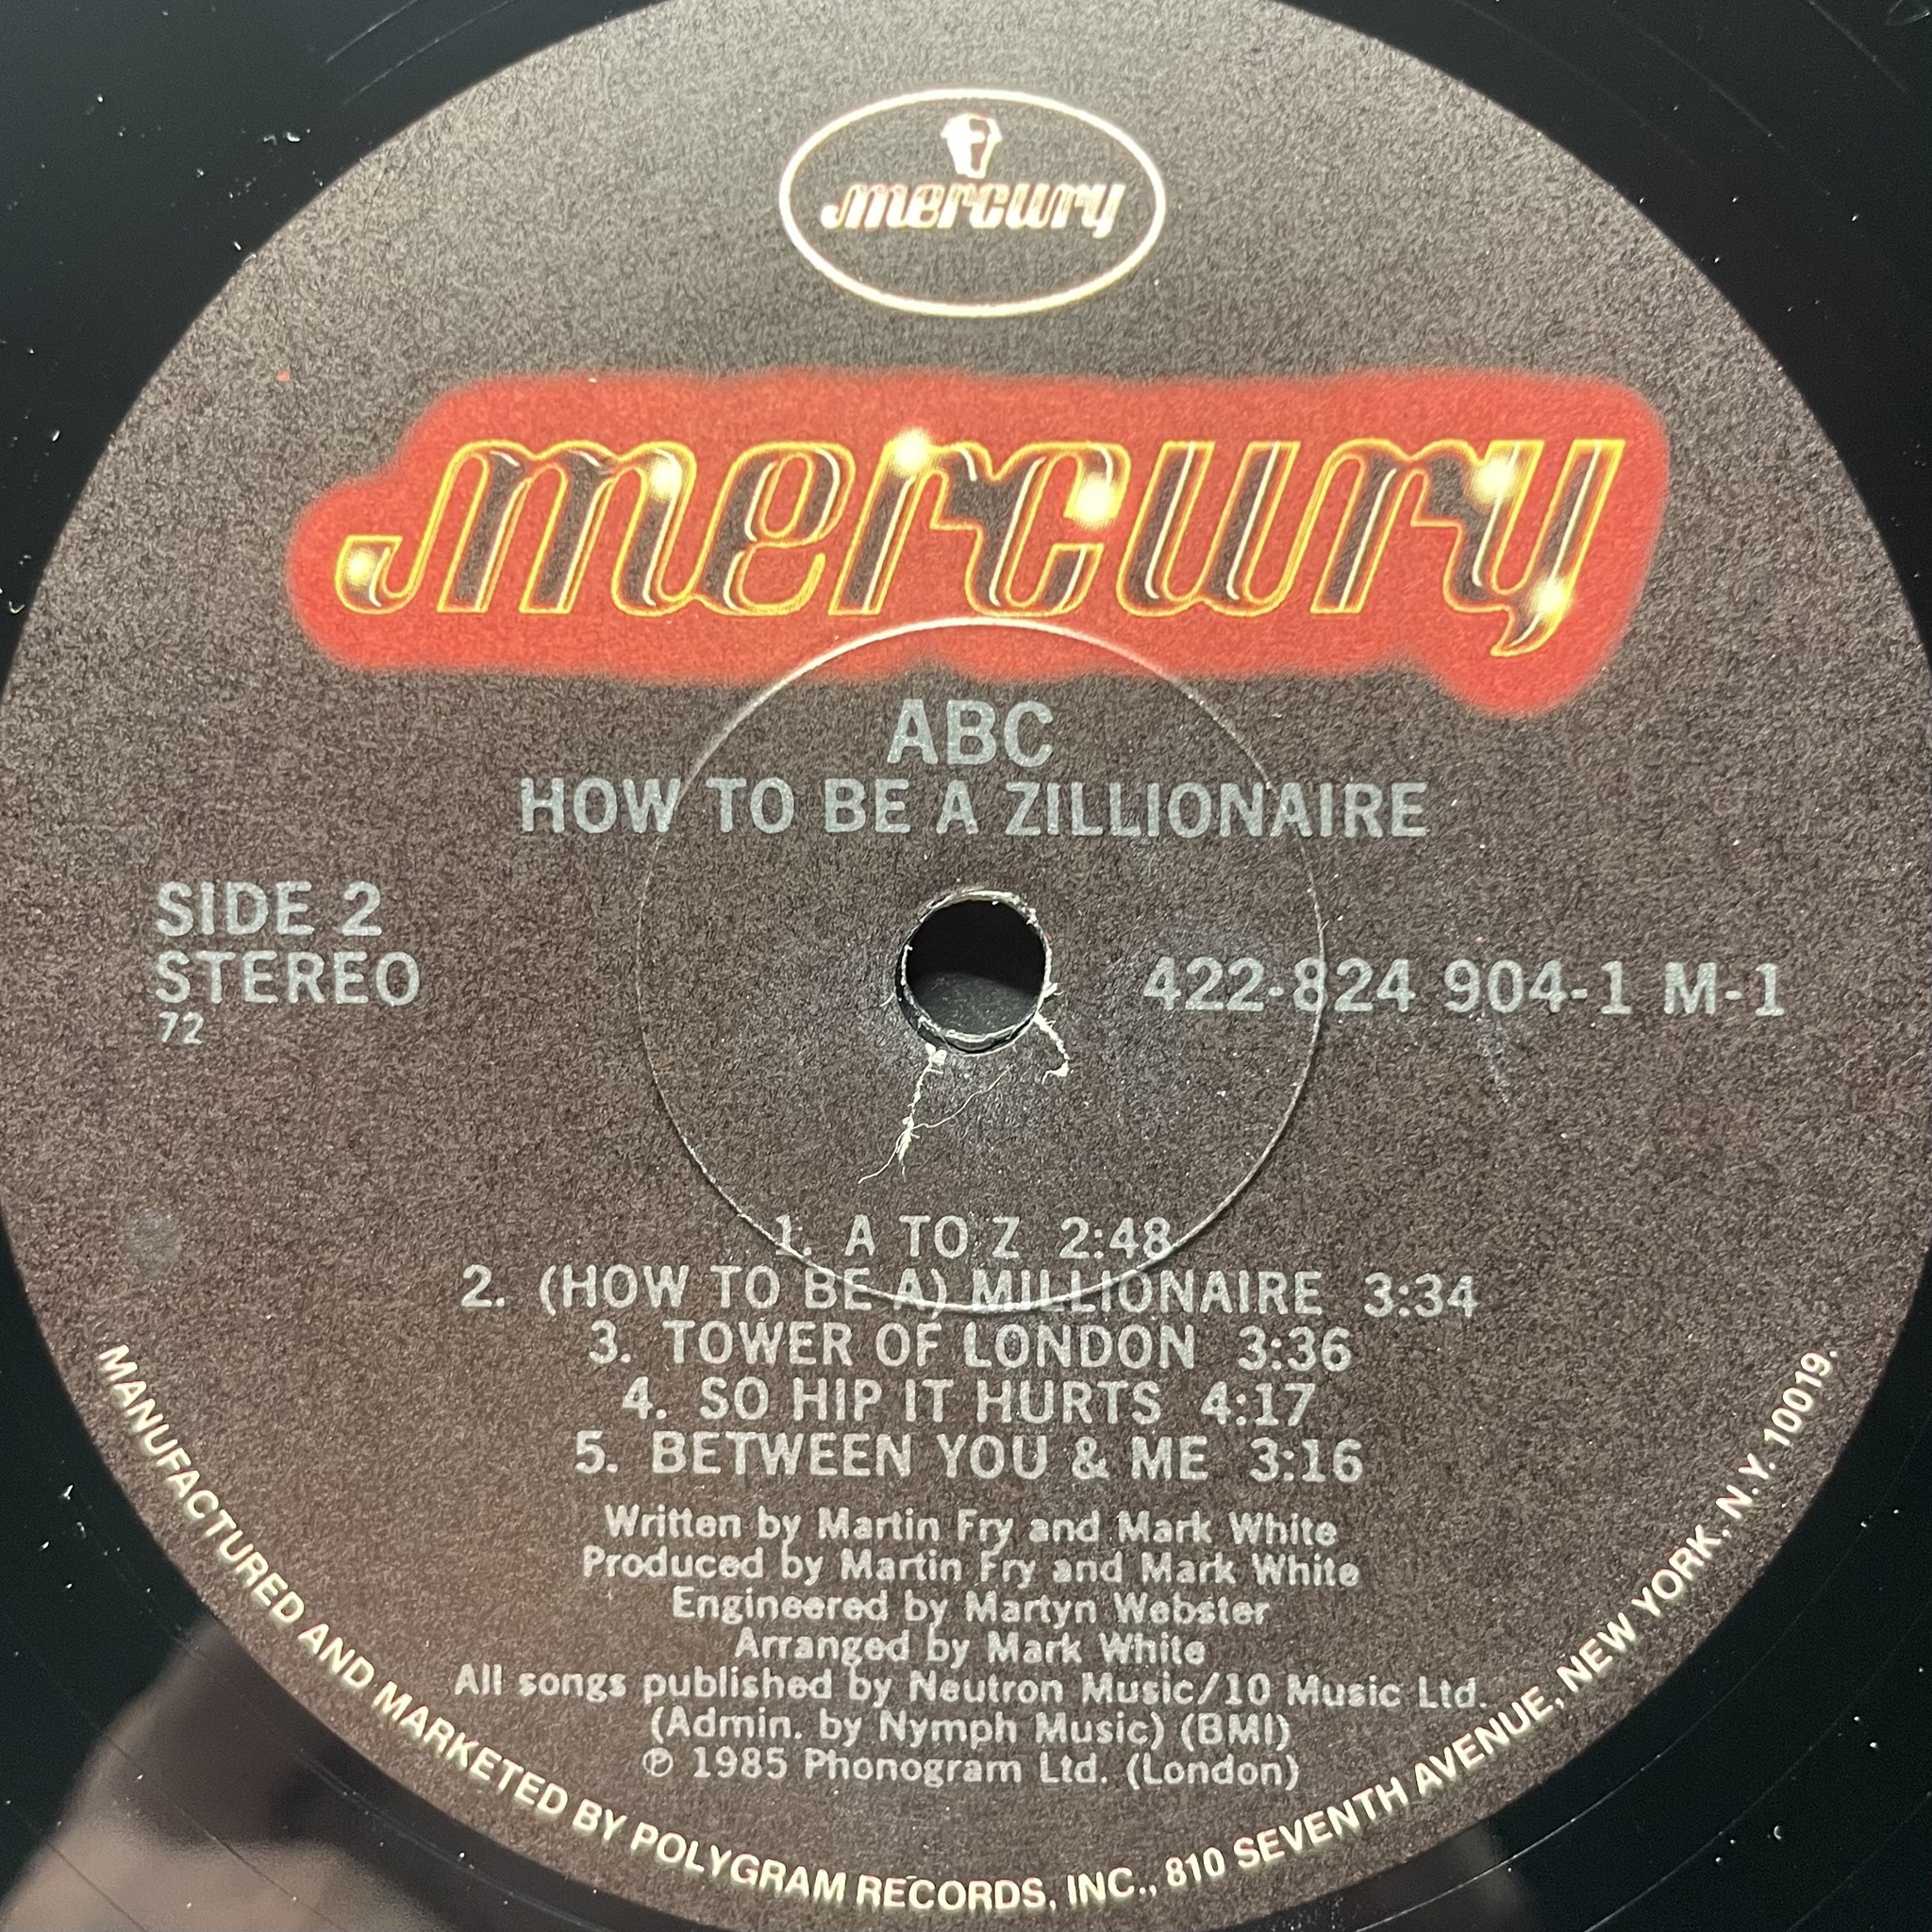 mercury
mercury
ABC
HOW TO BE A ZILLIONAIRE
SIDE 2
STEREO
72
422-824 904-1 M-1
1. A TO Z 2:48
2. (HOW TO BE A) MILLIONAIRE 3:34
3. TOWER OF LONDON 3:36
4. SO HIP IT HURTS 4:17
5. BETWEEN YOU & ME 3:16
Written by Martin Fry and Mark White
Produced by Martin Fry and Mark White
Engineered by Martyn Webster
Arranged by Mark White
All songs published by Neutron Music/10 Music Ltd.
(Admin. by Nymph Music) (BMI)
℗ 1985 Phonogram Ltd. (London)
MANUFACTURED AND MARKETED BY POLYGRAM RECORDS, INC., 810 SEVENTH AVENUE, NEW YORK, N.Y. 10019.